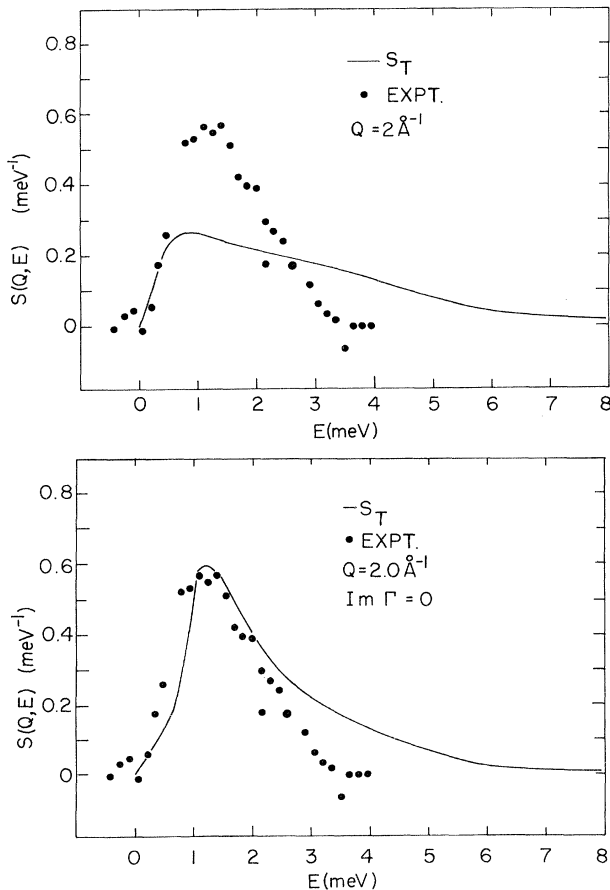 0.8
0.6
0.4
0.2
0
S(Q,E) (meV⁻¹)
— S_T
• EXPT.
Q = 2 Å⁻¹
0 1 2 3 4 5 6 7 8
E(meV)
0.8
0.6
0.4
0.2
0
S(Q,E) (meV⁻¹)
—S_T
• EXPT.
Q=2.0 Å⁻¹
Im Γ = 0
0 1 2 3 4 5 6 7 8
E(meV)